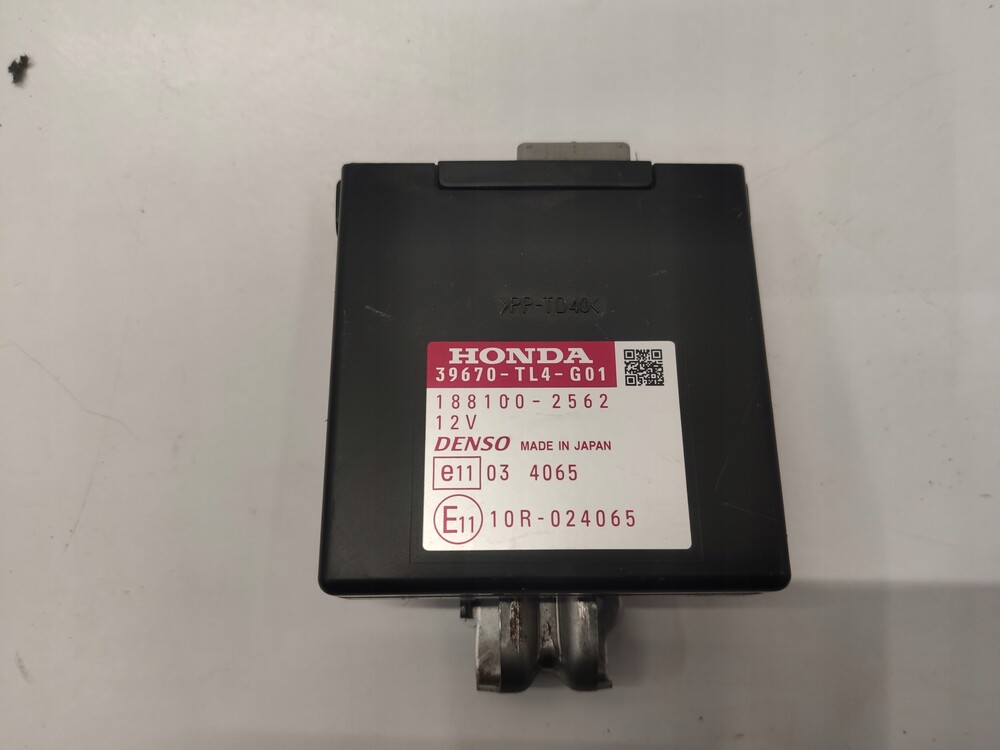 >PP-TD40<
HONDA
39670-TL4-G01
188100-2562
12V
DENSO MADE IN JAPAN
e11 03 4065
E11 10R-024065